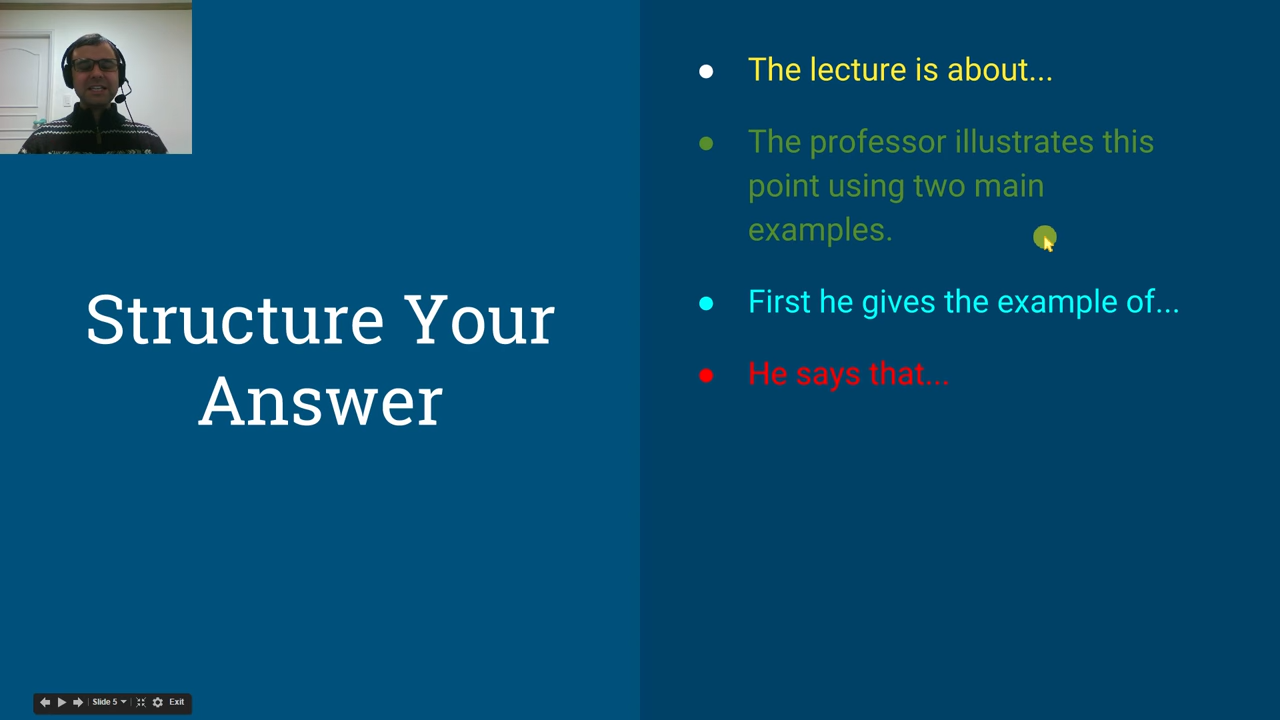 Structure Your
Answer
The lecture is about...
The professor illustrates this
point using two main
examples.
First he gives the example of...
He says that...
Slide 5
Exit